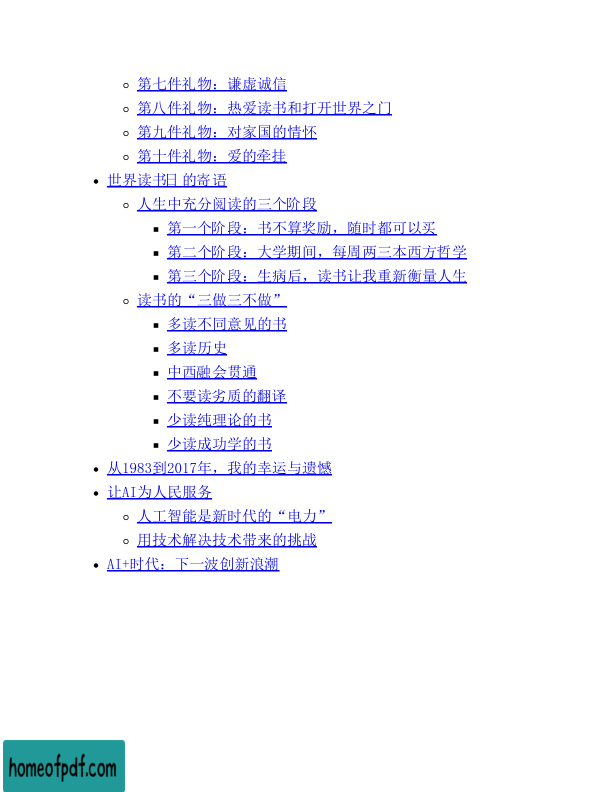 第七件礼物：谦虚诚信
第八件礼物：热爱读书和打开世界之门
第九件礼物：对家国的情怀
第十件礼物：爱的牵挂
世界读书日的寄语
人生中充分阅读的三个阶段
第一个阶段：书不算奖励，随时都可以买
第二个阶段：大学期间，每周两三本西方哲学
第三个阶段：生病后，读书让我重新衡量人生
读书的“三做三不做”
多读不同意见的书
多读历史
中西融会贯通
不要读劣质的翻译
少读纯理论的书
少读成功学的书
从1983到2017年，我的幸运与遗憾
让AI为人民服务
人工智能是新时代的“电力”
用技术解决技术带来的挑战
AI+时代：下一波创新浪潮
homeofpdf.com